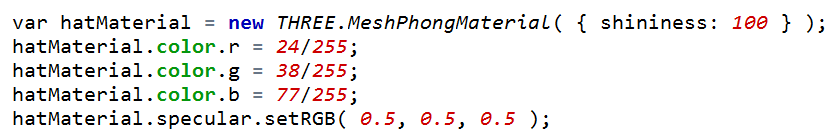 var hatMaterial = new THREE.MeshPhongMaterial( { shininess: 100 } );
hatMaterial.color.r = 24/255;
hatMaterial.color.g = 38/255;
hatMaterial.color.b = 77/255;
hatMaterial.specular.setRGB( 0.5, 0.5, 0.5 );